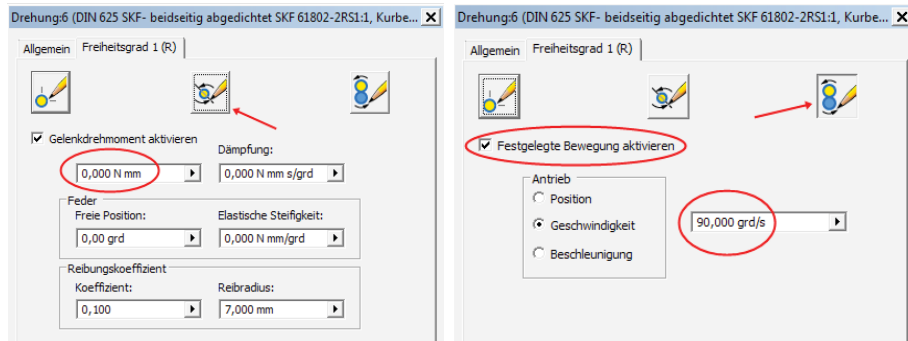 Drehung:6 (DIN 625 SKF- beidseitig abgedichtet SKF 61802-2RS1:1, Kurbe...
Allgemein
Freiheitsgrad 1 (R)
Gelenkdrehmoment aktivieren
0,000 N mm
Dämpfung:
0,000 N mm s/grd
Feder
Freie Position:
Elastische Steifigkeit:
0,00 grd
0,000 N mm/grd
Reibungskoeffizient
Koeffizient:
Reibradius:
0,100
7,000 mm
Drehung:6 (DIN 625 SKF- beidseitig abgedichtet SKF 61802-2RS1:1, Kurbe...
Allgemein
Freiheitsgrad 1 (R)
Festgelegte Bewegung aktivieren
Antrieb
Position
Geschwindigkeit
90,000 grd/s
Beschleunigung